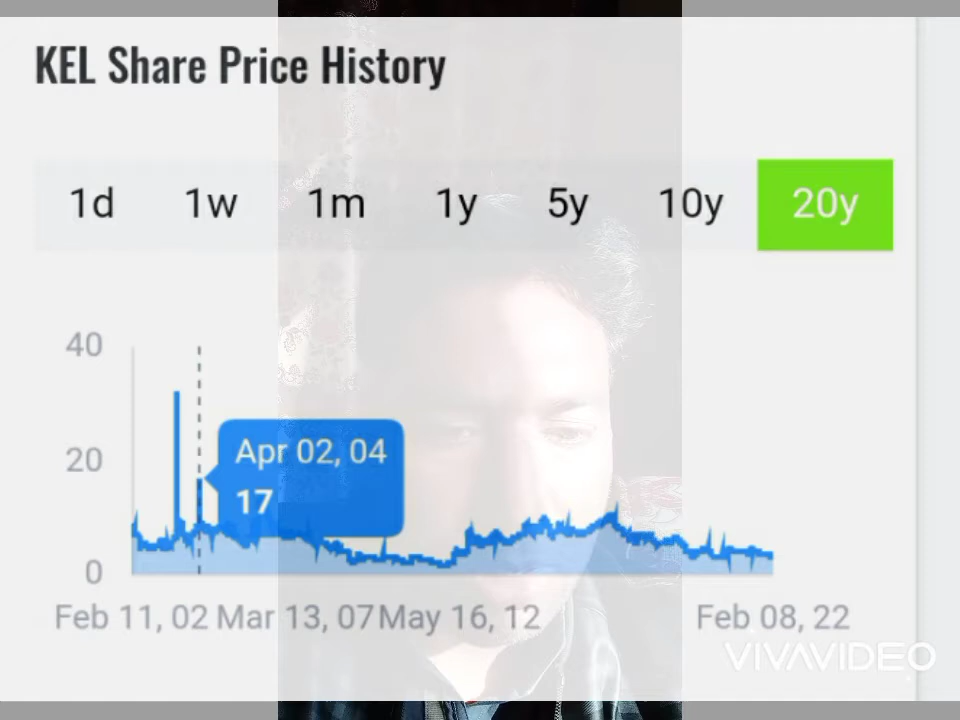 KEL Share Price History
1d 1w 1m 1y 5y 10y 20y
40
Apr 02, 04
20
17
0
Feb 11, 02 Mar 13, 07 May 16, 12 Feb 08, 22
VIVAVIDEO